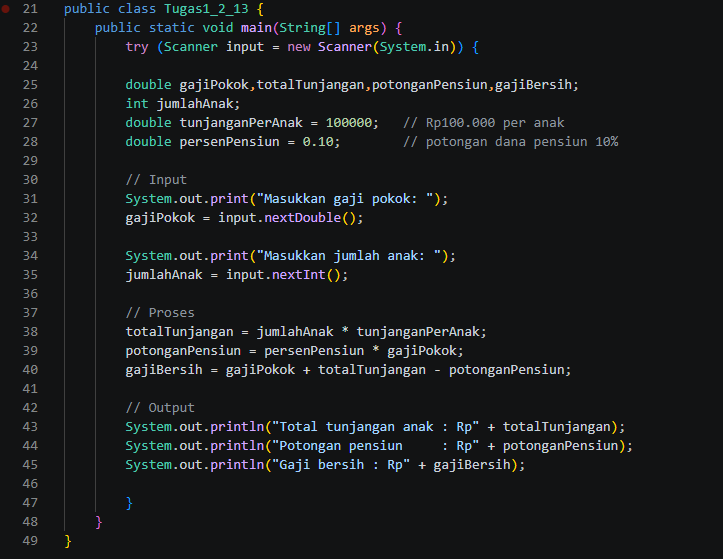 21 public class Tugas1_2_13 {
22 public static void main(String[] args) {
23 try (Scanner input = new Scanner(System.in)) {
24
25 double gajiPokok,totalTunjangan,potonganPensiun,gajiBersih;
26 int jumlahAnak;
27 double tunjanganPerAnak = 100000;   // Rp100.000 per anak
28 double persenPensiun = 0.10;        // potongan dana pensiun 10%
29
30 // Input
31 System.out.print("Masukkan gaji pokok: ");
32 gajiPokok = input.nextDouble();
33
34 System.out.print("Masukkan jumlah anak: ");
35 jumlahAnak = input.nextInt();
36
37 // Proses
38 totalTunjangan = jumlahAnak * tunjanganPerAnak;
39 potonganPensiun = persenPensiun * gajiPokok;
40 gajiBersih = gajiPokok + totalTunjangan - potonganPensiun;
41
42 // Output
43 System.out.println("Total tunjangan anak : Rp" + totalTunjangan);
44 System.out.println("Potongan pensiun     : Rp" + potonganPensiun);
45 System.out.println("Gaji bersih : Rp" + gajiBersih);
46
47 }
48 }
49 }